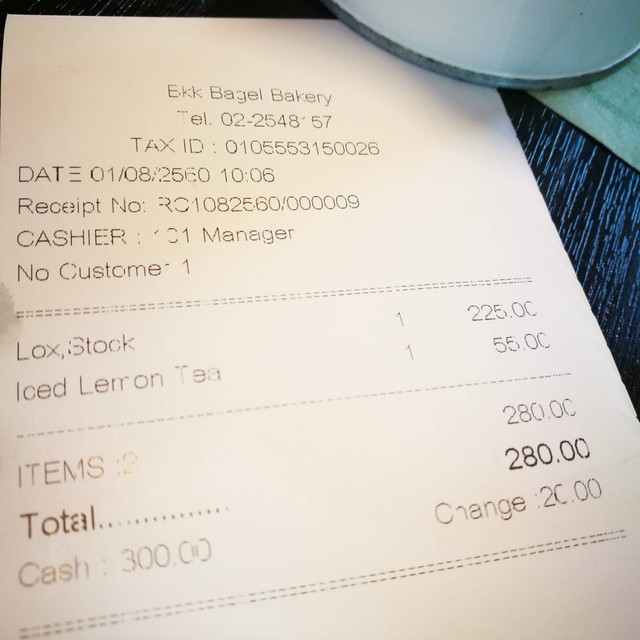 Ekk Bagel Bakery
Tel. 02-2548157
TAX ID : 0105553150026
DATE 01/08/2560 10:06
Receipt No: RC1082560/000009
CASHIER : 101 Manager
No Customer 1
Lox,Stock 1 225.00
Iced Lemon Tea 1 55.00
280.00
ITEMS :2
Total.............. 280.00
Cash : 300.00 Change :20.00